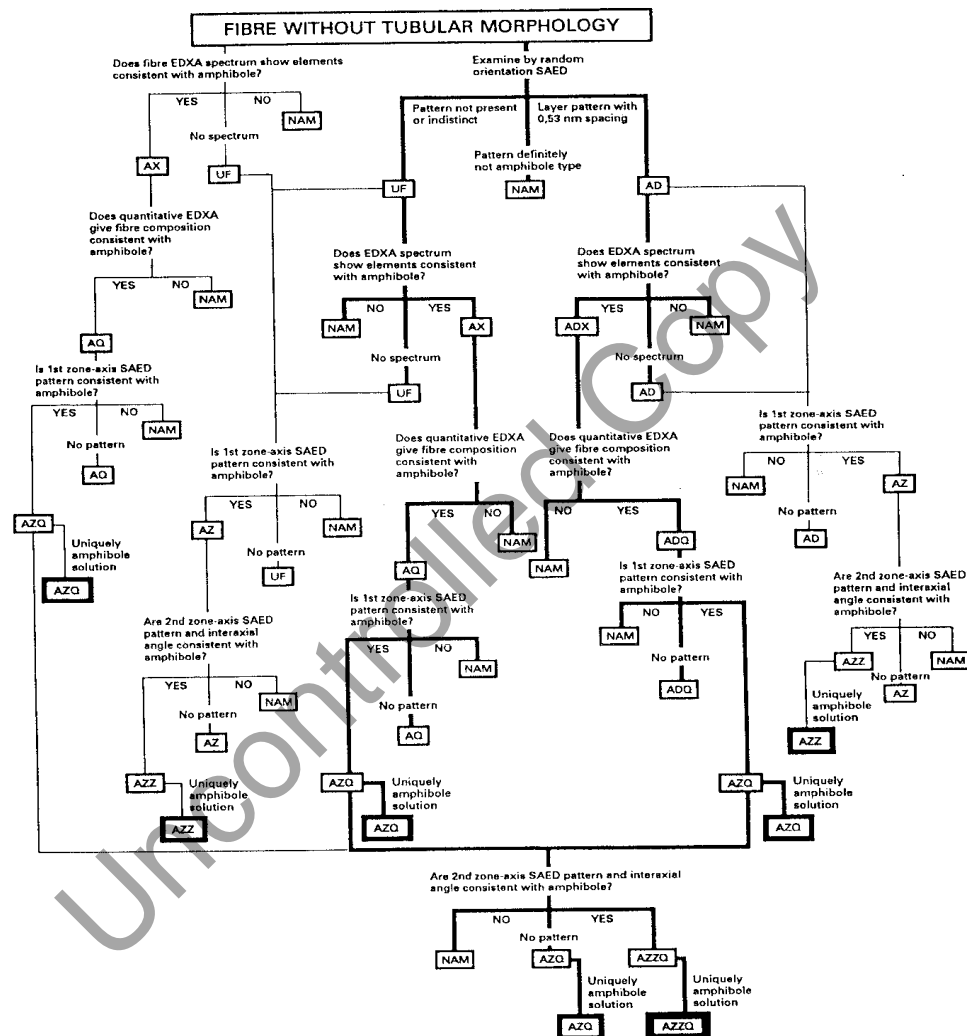 FIBRE WITHOUT TUBULAR MORPHOLOGY
Does fibre EDXA spectrum show elements
consistent with amphibole?
YES
NO
NAM
No spectrum
AX
UF
Does quantitative EDXA
give fibre composition
consistent with
amphibole?
YES
NO
NAM
AQ
Is 1st zone-axis SAED
pattern consistent with
amphibole?
YES
NO
NAM
No pattern
AQ
AZQ
Uniquely
amphibole
solution
AZQ
Is 1st zone-axis SAED
pattern consistent with
amphibole?
YES
NO
AZ
NAM
No pattern
UF
Are 2nd zone-axis SAED
pattern and interaxial
angle consistent with
amphibole?
YES
NO
NAM
No pattern
AZ
AZZ
Uniquely
amphibole
solution
AZZ
Examine by random
orientation SAED
Pattern not present
or indistinct
Layer pattern with
0,53 nm spacing
Pattern definitely
not amphibole type
NAM
UF
AD
Does EDXA spectrum
show elements consistent
with amphibole?
NO
YES
NAM
AX
No spectrum
UF
Does quantitative EDXA
give fibre composition
consistent with
amphibole?
YES
NO
NAM
AQ
Is 1st zone-axis SAED
pattern consistent with
amphibole?
YES
NO
NAM
No pattern
AQ
AZQ
Uniquely
amphibole
solution
AZQ
Does EDXA spectrum
show elements consistent
with amphibole?
YES
NO
ADX
NAM
No spectrum
AD
Does quantitative EDXA
give fibre composition
consistent with
amphibole?
NO
YES
NAM
ADQ
Is 1st zone-axis SAED
pattern consistent with
amphibole?
NO
YES
NAM
No pattern
ADQ
AZQ
Uniquely
amphibole
solution
AZQ
Is 1st zone-axis SAED
pattern consistent with
amphibole?
NO
YES
NAM
AZ
No pattern
AD
Are 2nd zone-axis SAED
pattern and interaxial
angle consistent with
amphibole?
YES
NO
AZZ
NAM
No pattern
AZ
Uniquely
amphibole
solution
AZZ
Are 2nd zone-axis SAED pattern and interaxial
angle consistent with amphibole?
NO
YES
No pattern
NAM
AZQ
AZZQ
Uniquely
amphibole
solution
AZQ
Uniquely
amphibole
solution
AZZQ
Uncontrolled Copy